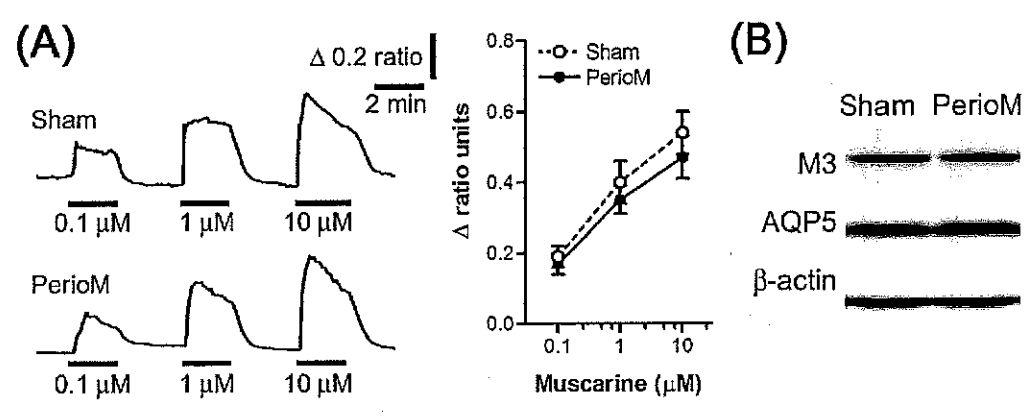 (A)
Δ 0.2 ratio
2 min
Sham
0.1 μM 1 μM 10 μM
PerioM
0.1 μM 1 μM 10 μM
0.8
0.6
0.4
0.2
0.0
Δ ratio units
Sham
PerioM
0.1 1 10
Muscarine (μM)
(B)
Sham PerioM
M3
AQP5
β-actin